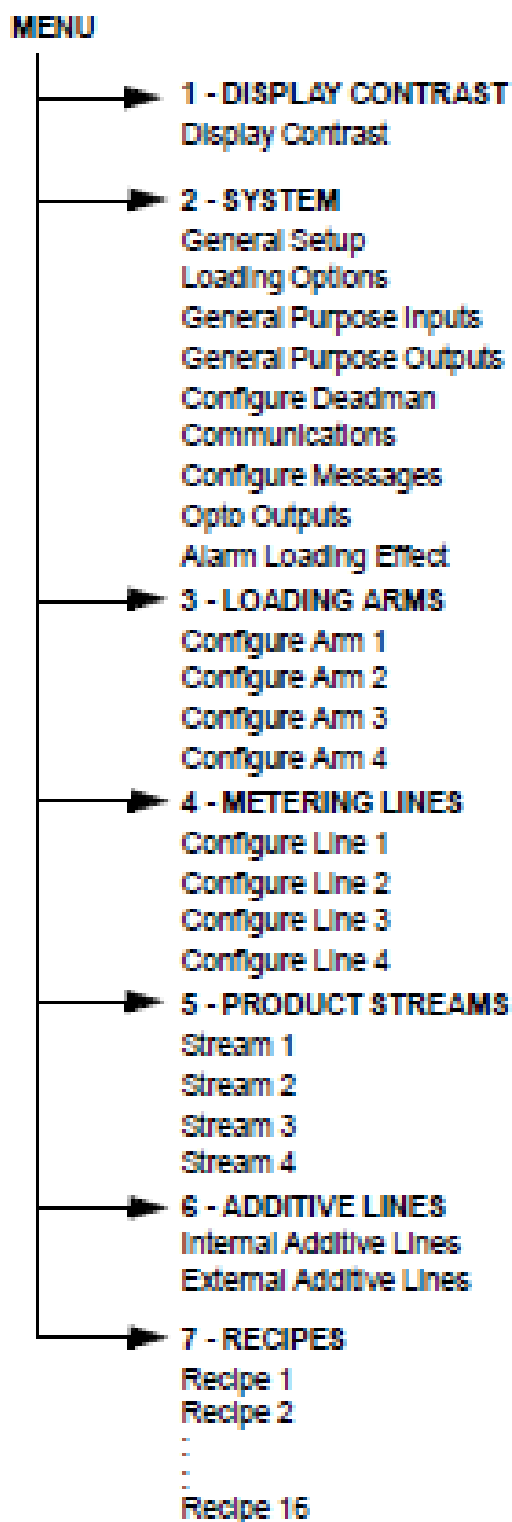 MENU
1 - DISPLAY CONTRAST
Display Contrast
2 - SYSTEM
General Setup
Loading Options
General Purpose Inputs
General Purpose Outputs
Configure Deadman
Communications
Configure Messages
Opto Outputs
Alarm Loading Effect
3 - LOADING ARMS
Configure Arm 1
Configure Arm 2
Configure Arm 3
Configure Arm 4
4 - METERING LINES
Configure Line 1
Configure Line 2
Configure Line 3
Configure Line 4
5 - PRODUCT STREAMS
Stream 1
Stream 2
Stream 3
Stream 4
6 - ADDITIVE LINES
Internal Additive Lines
External Additive Lines
7 - RECIPES
Recipe 1
Recipe 2
:
:
Recipe 16